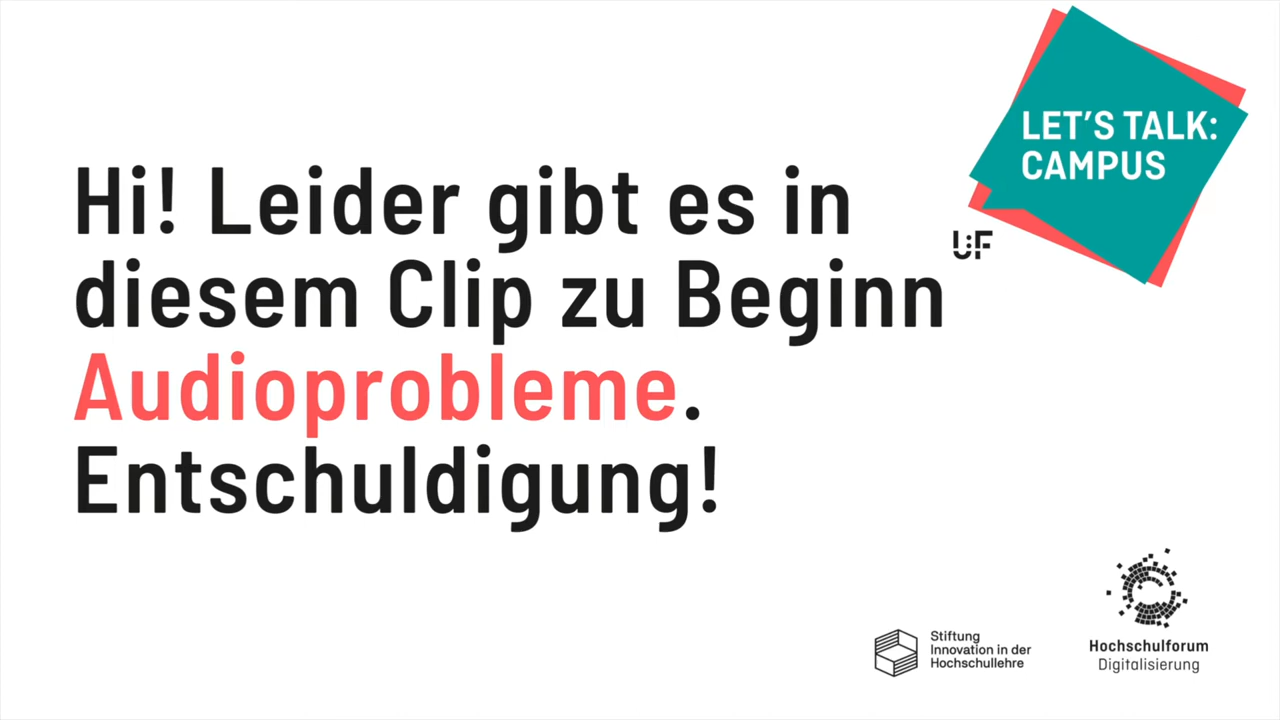 Hi! Leider gibt es in
diesem Clip zu Beginn
Audioprobleme.
Entschuldigung!
LET'S TALK:
CAMPUS
U:F
Stiftung
Innovation in der
Hochschullehre
Hochschulforum
Digitalisierung